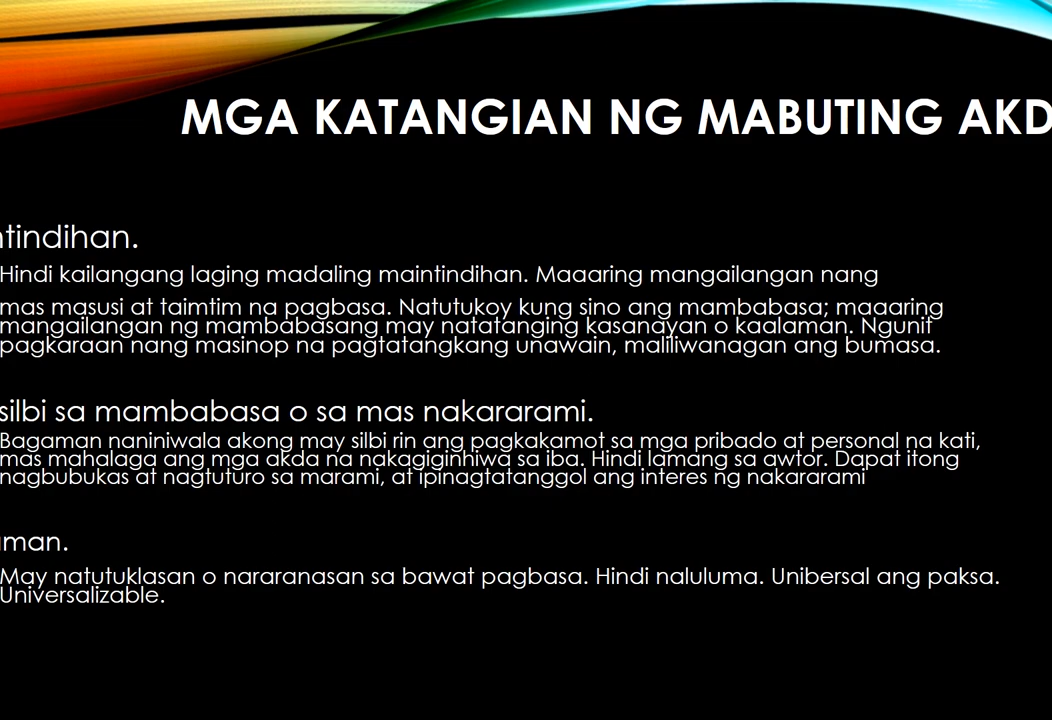 MGA KATANGIAN NG MABUTING AKD
ntindihan.
Hindi kailangang laging madaling maintindihan. Maaaring mangailangan nang
mas masusi at taimtim na pagbasa. Natutukoy kung sino ang mambabasa; maaaring
mangailangan ng mambabasang may natatanging kasanayan o kaalaman. Ngunit
pagkaraan nang masinop na pagtatangkang unawain, maliliwanagan ang bumasa.
silbi sa mambabasa o sa mas nakararami.
Bagaman naniniwala akong may silbi rin ang pagkakamot sa mga pribado at personal na kati,
mas mahalaga ang mga akda na nakagiginhiwa sa iba. Hindi lamang sa awtor. Dapat itong
nagbubukas at nagtuturo sa marami, at ipinagtatanggol ang interes ng nakararami
aman.
May natutuklasan o nararanasan sa bawat pagbasa. Hindi naluluma. Unibersal ang paksa.
Universalizable.